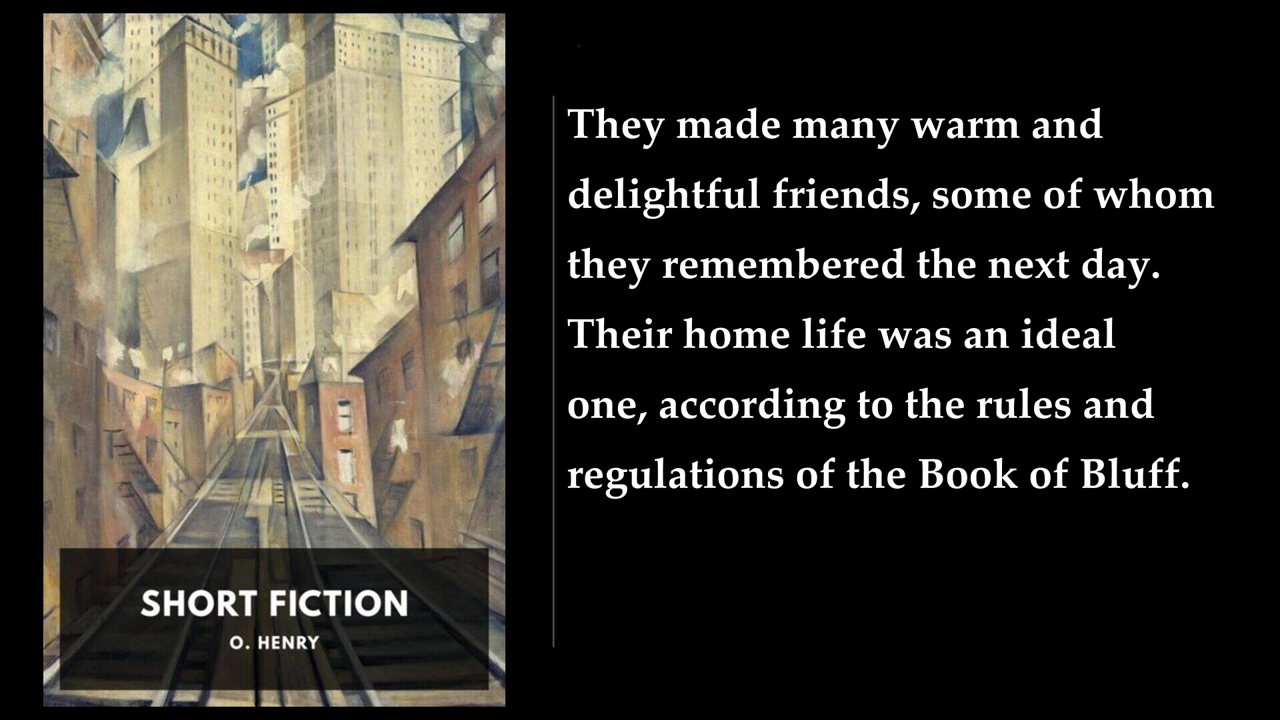 They made many warm and
delightful friends, some of whom
they remembered the next day.
Their home life was an ideal
one, according to the rules and
regulations of the Book of Bluff.
SHORT FICTION
O. HENRY